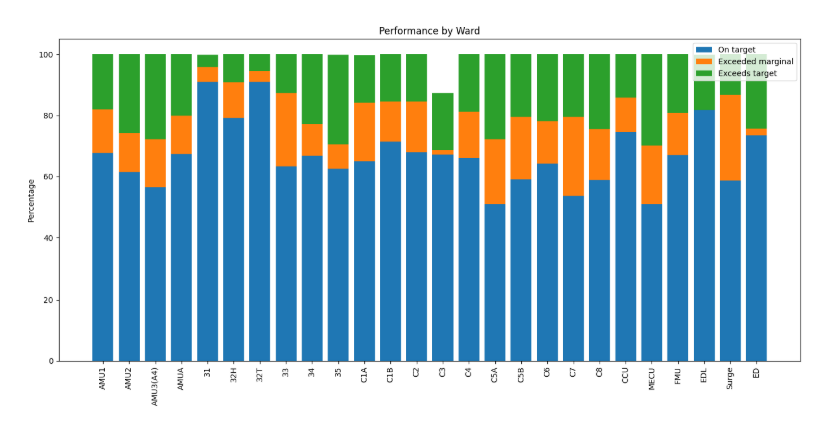 Performance by Ward
On target
Exceeded marginal
Exceeds target
Percentage
100
80
60
40
20
0
AMU1
AMU2
AMU3(A4)
AMUA
31
32H
32T
33
34
35
C1A
C1B
C2
C3
C4
C5A
C5B
C6
C7
C8
CCU
MECU
FMU
EDL
Surge
ED